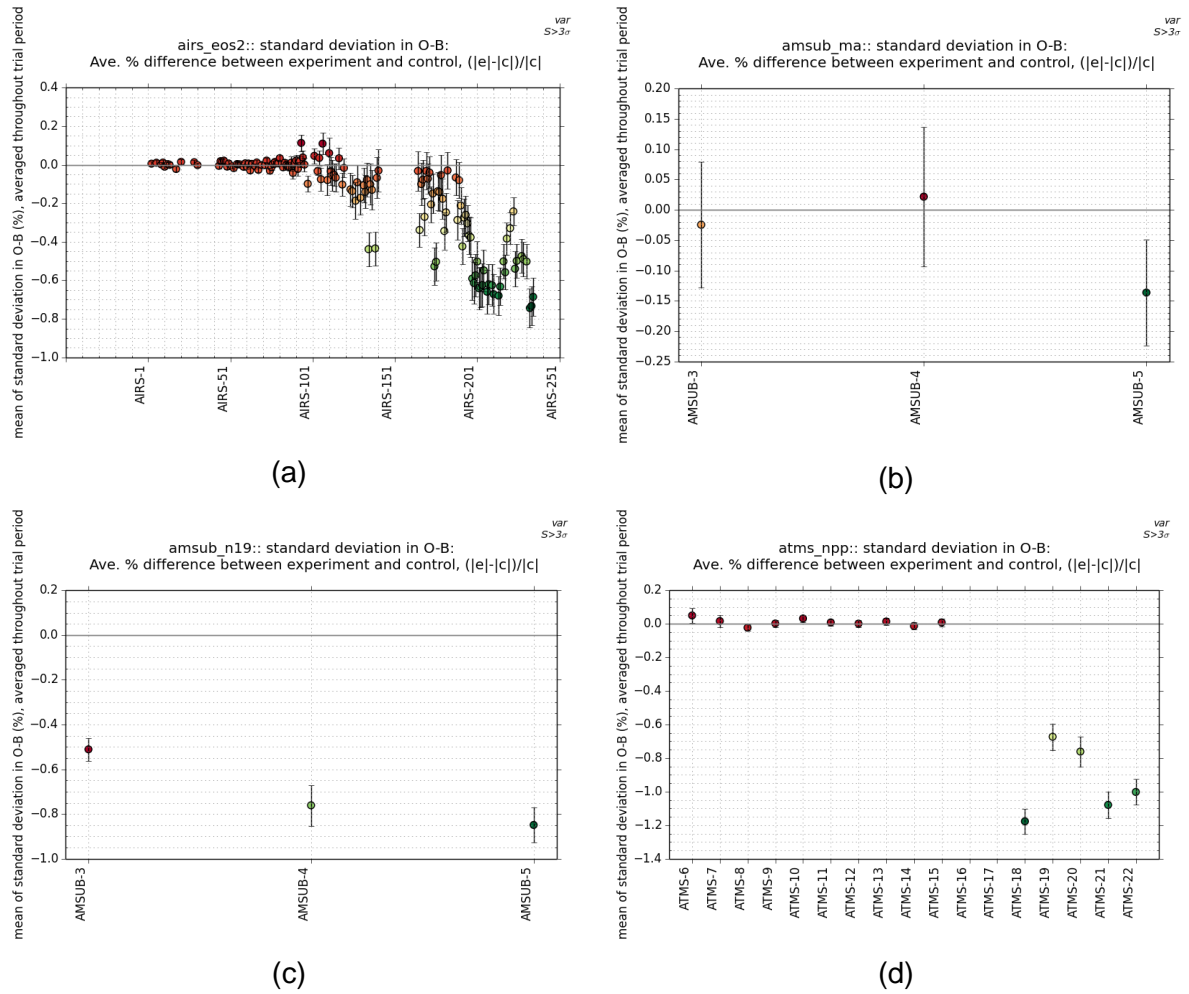 var
S>3σ
airs_eos2:: standard deviation in O-B:
Ave. % difference between experiment and control, (|e|-|c|)/|c|
mean of standard deviation in O-B (%), averaged throughout trial period
0.4
0.2
0.0
−0.2
−0.4
−0.6
−0.8
−1.0
AIRS-1
AIRS-51
AIRS-101
AIRS-151
AIRS-201
AIRS-251
(a)
var
S>3σ
amsub_ma:: standard deviation in O-B:
Ave. % difference between experiment and control, (|e|-|c|)/|c|
mean of standard deviation in O-B (%), averaged throughout trial period
0.20
0.15
0.10
0.05
0.00
−0.05
−0.10
−0.15
−0.20
−0.25
AMSUB-3
AMSUB-4
AMSUB-5
(b)
var
S>3σ
amsub_n19:: standard deviation in O-B:
Ave. % difference between experiment and control, (|e|-|c|)/|c|
mean of standard deviation in O-B (%), averaged throughout trial period
0.2
0.0
−0.2
−0.4
−0.6
−0.8
−1.0
AMSUB-3
AMSUB-4
AMSUB-5
(c)
var
S>3σ
atms_npp:: standard deviation in O-B:
Ave. % difference between experiment and control, (|e|-|c|)/|c|
mean of standard deviation in O-B (%), averaged throughout trial period
0.2
0.0
−0.2
−0.4
−0.6
−0.8
−1.0
−1.2
−1.4
ATMS-6
ATMS-7
ATMS-8
ATMS-9
ATMS-10
ATMS-11
ATMS-12
ATMS-13
ATMS-14
ATMS-15
ATMS-16
ATMS-17
ATMS-18
ATMS-19
ATMS-20
ATMS-21
ATMS-22
(d)